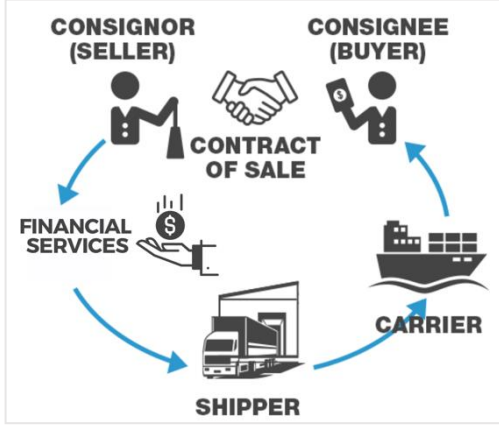 CONSIGNOR
(SELLER)
CONSIGNEE
(BUYER)
$
CONTRACT
OF SALE
FINANCIAL
SERVICES
$
CARRIER
SHIPPER